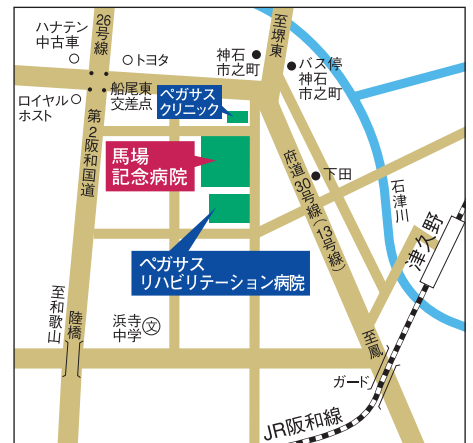 ハナテン
中古車
26号線
トヨタ
至堺東
神石
市之町
バス停
神石
市之町
ロイヤル
ホスト
船尾東
交差点
ペガサス
クリニック
第2阪和国道
馬場
記念病院
府道30号線(13号線)
下田
石津川
津久野
ペガサス
リハビリテーション病院
至和歌山
陸橋
浜寺
中学
文
至鳳
ガード
JR阪和線